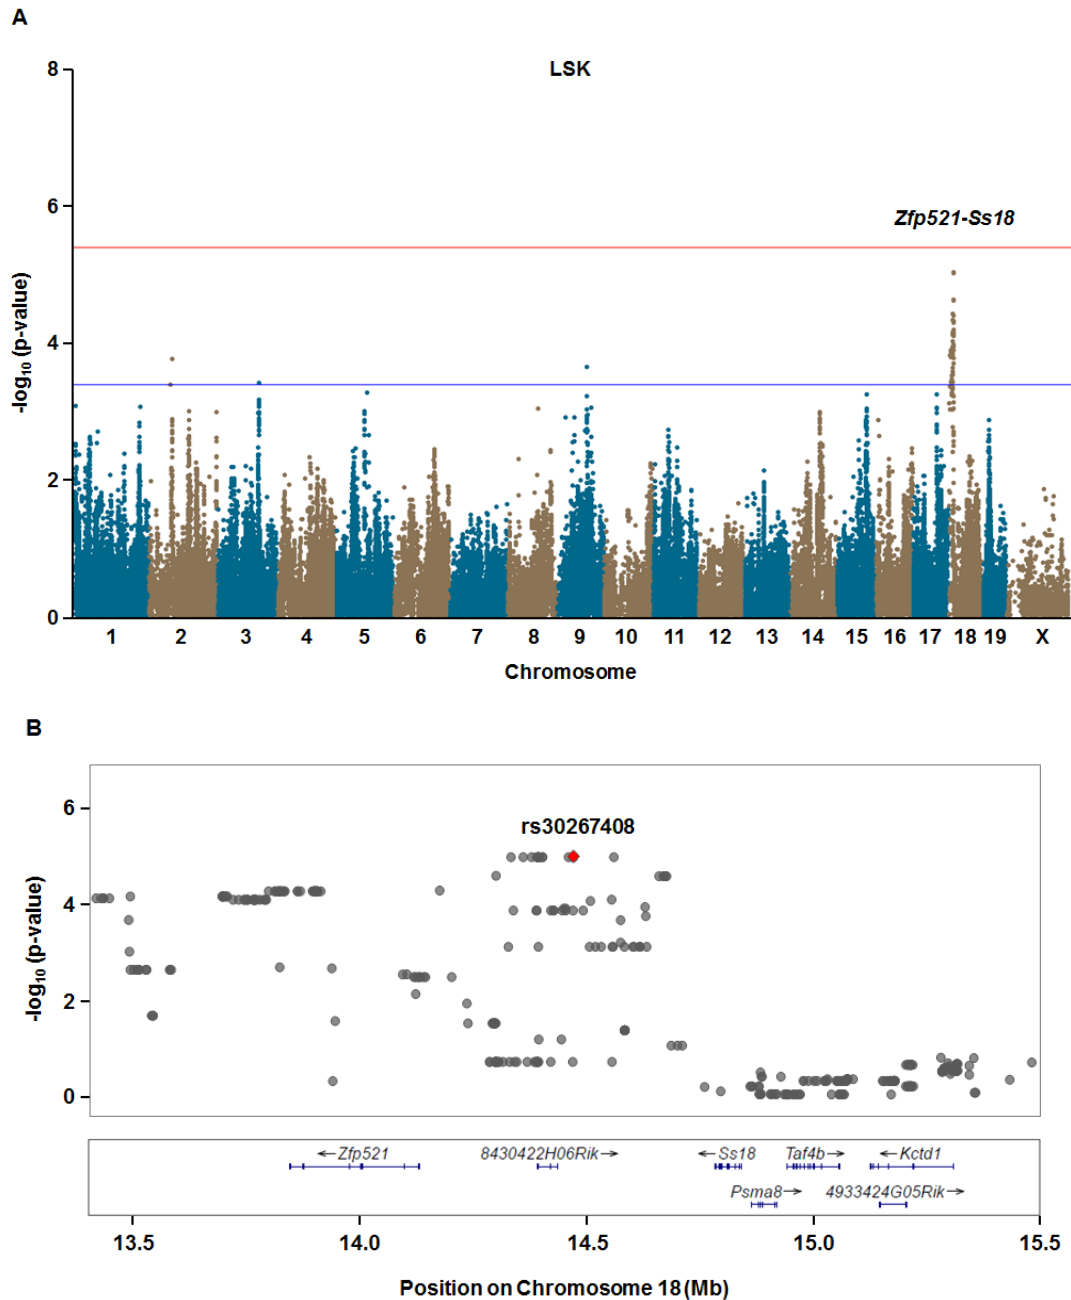 A
LSK
8
6
4
2
0
-log10 (p-value)
Zfp521-Ss18
1 2 3 4 5 6 7 8 9 10 11 12 13 14 15 16 17 18 19 X
Chromosome
B
6
4
2
0
-log10 (p-value)
rs30267408
←Zfp521 8430422H06Rik→ ←Ss18 Taf4b→ ←Kctd1
Psma8→ 4933424G05Rik→
13.5 14.0 14.5 15.0 15.5
Position on Chromosome 18 (Mb)